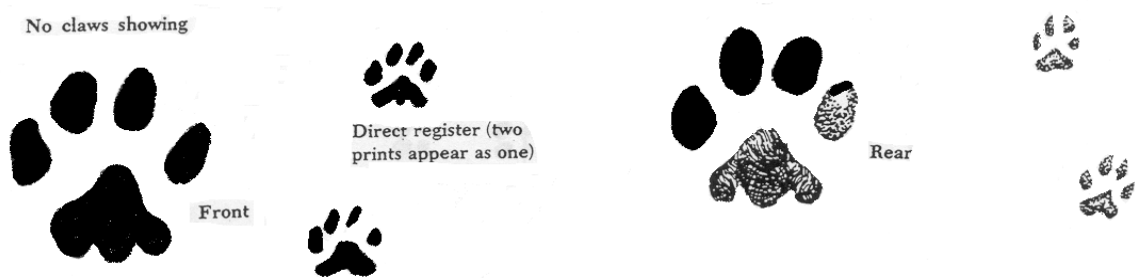 No claws showing
Direct register (two
prints appear as one)
Front
Rear